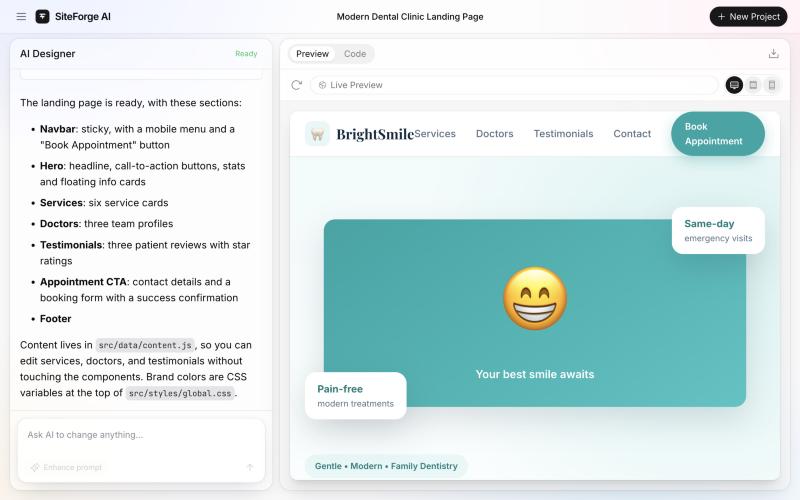 SiteForge AI
Modern Dental Clinic Landing Page
New Project
AI Designer
Ready
The landing page is ready, with these sections:
• Navbar: sticky, with a mobile menu and a
"Book Appointment" button
• Hero: headline, call-to-action buttons, stats
and floating info cards
• Services: six service cards
• Doctors: three team profiles
• Testimonials: three patient reviews with star
ratings
• Appointment CTA: contact details and a
booking form with a success confirmation
• Footer
Content lives in src/data/content.js, so you can
edit services, doctors, and testimonials without
touching the components. Brand colors are CSS
variables at the top of src/styles/global.css.
Ask AI to change anything...
Enhance prompt
Preview
Code
Live Preview
BrightSmile
Services
Doctors
Testimonials
Contact
Book
Appointment
Same-day
emergency visits
Your best smile awaits
Pain-free
modern treatments
Gentle • Modern • Family Dentistry